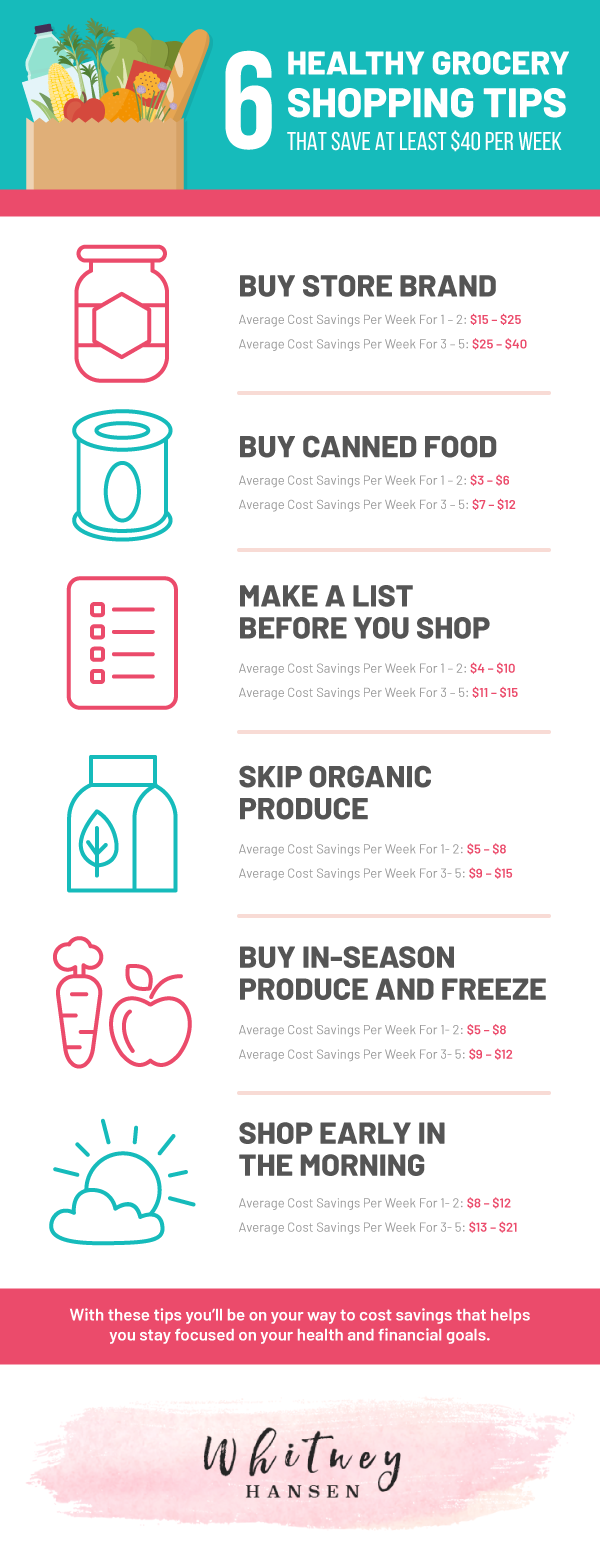 6
HEALTHY GROCERY
SHOPPING TIPS
THAT SAVE AT LEAST $40 PER WEEK
BUY STORE BRAND
Average Cost Savings Per Week For 1 – 2: $15 – $25
Average Cost Savings Per Week For 3 – 5: $25 – $40
BUY CANNED FOOD
Average Cost Savings Per Week For 1 – 2: $3 – $6
Average Cost Savings Per Week For 3 – 5: $7 – $12
MAKE A LIST
BEFORE YOU SHOP
Average Cost Savings Per Week For 1 – 2: $4 – $10
Average Cost Savings Per Week For 3 – 5: $11 – $15
SKIP ORGANIC
PRODUCE
Average Cost Savings Per Week For 1- 2: $5 – $8
Average Cost Savings Per Week For 3- 5: $9 – $15
BUY IN-SEASON
PRODUCE AND FREEZE
Average Cost Savings Per Week For 1- 2: $5 – $8
Average Cost Savings Per Week For 3- 5: $9 – $12
SHOP EARLY IN
THE MORNING
Average Cost Savings Per Week For 1- 2: $8 – $12
Average Cost Savings Per Week For 3- 5: $13 – $21
With these tips you’ll be on your way to cost savings that helps
you stay focused on your health and financial goals.
Whitney
HANSEN